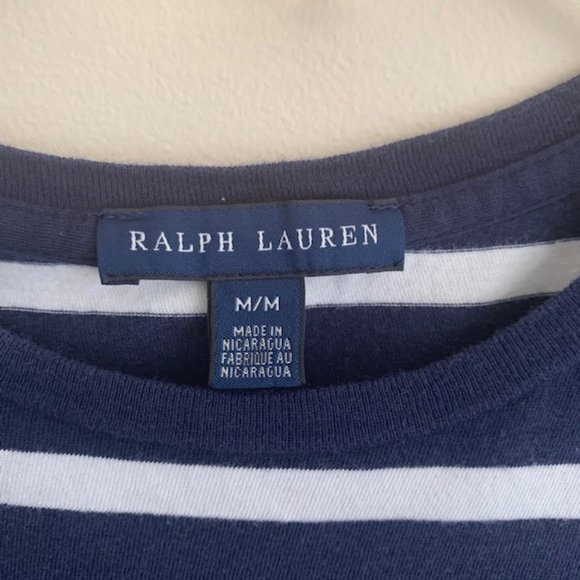 RALPH LAUREN
M/M
MADE IN
NICARAGUA
FABRIQUE AU
NICARAGUA